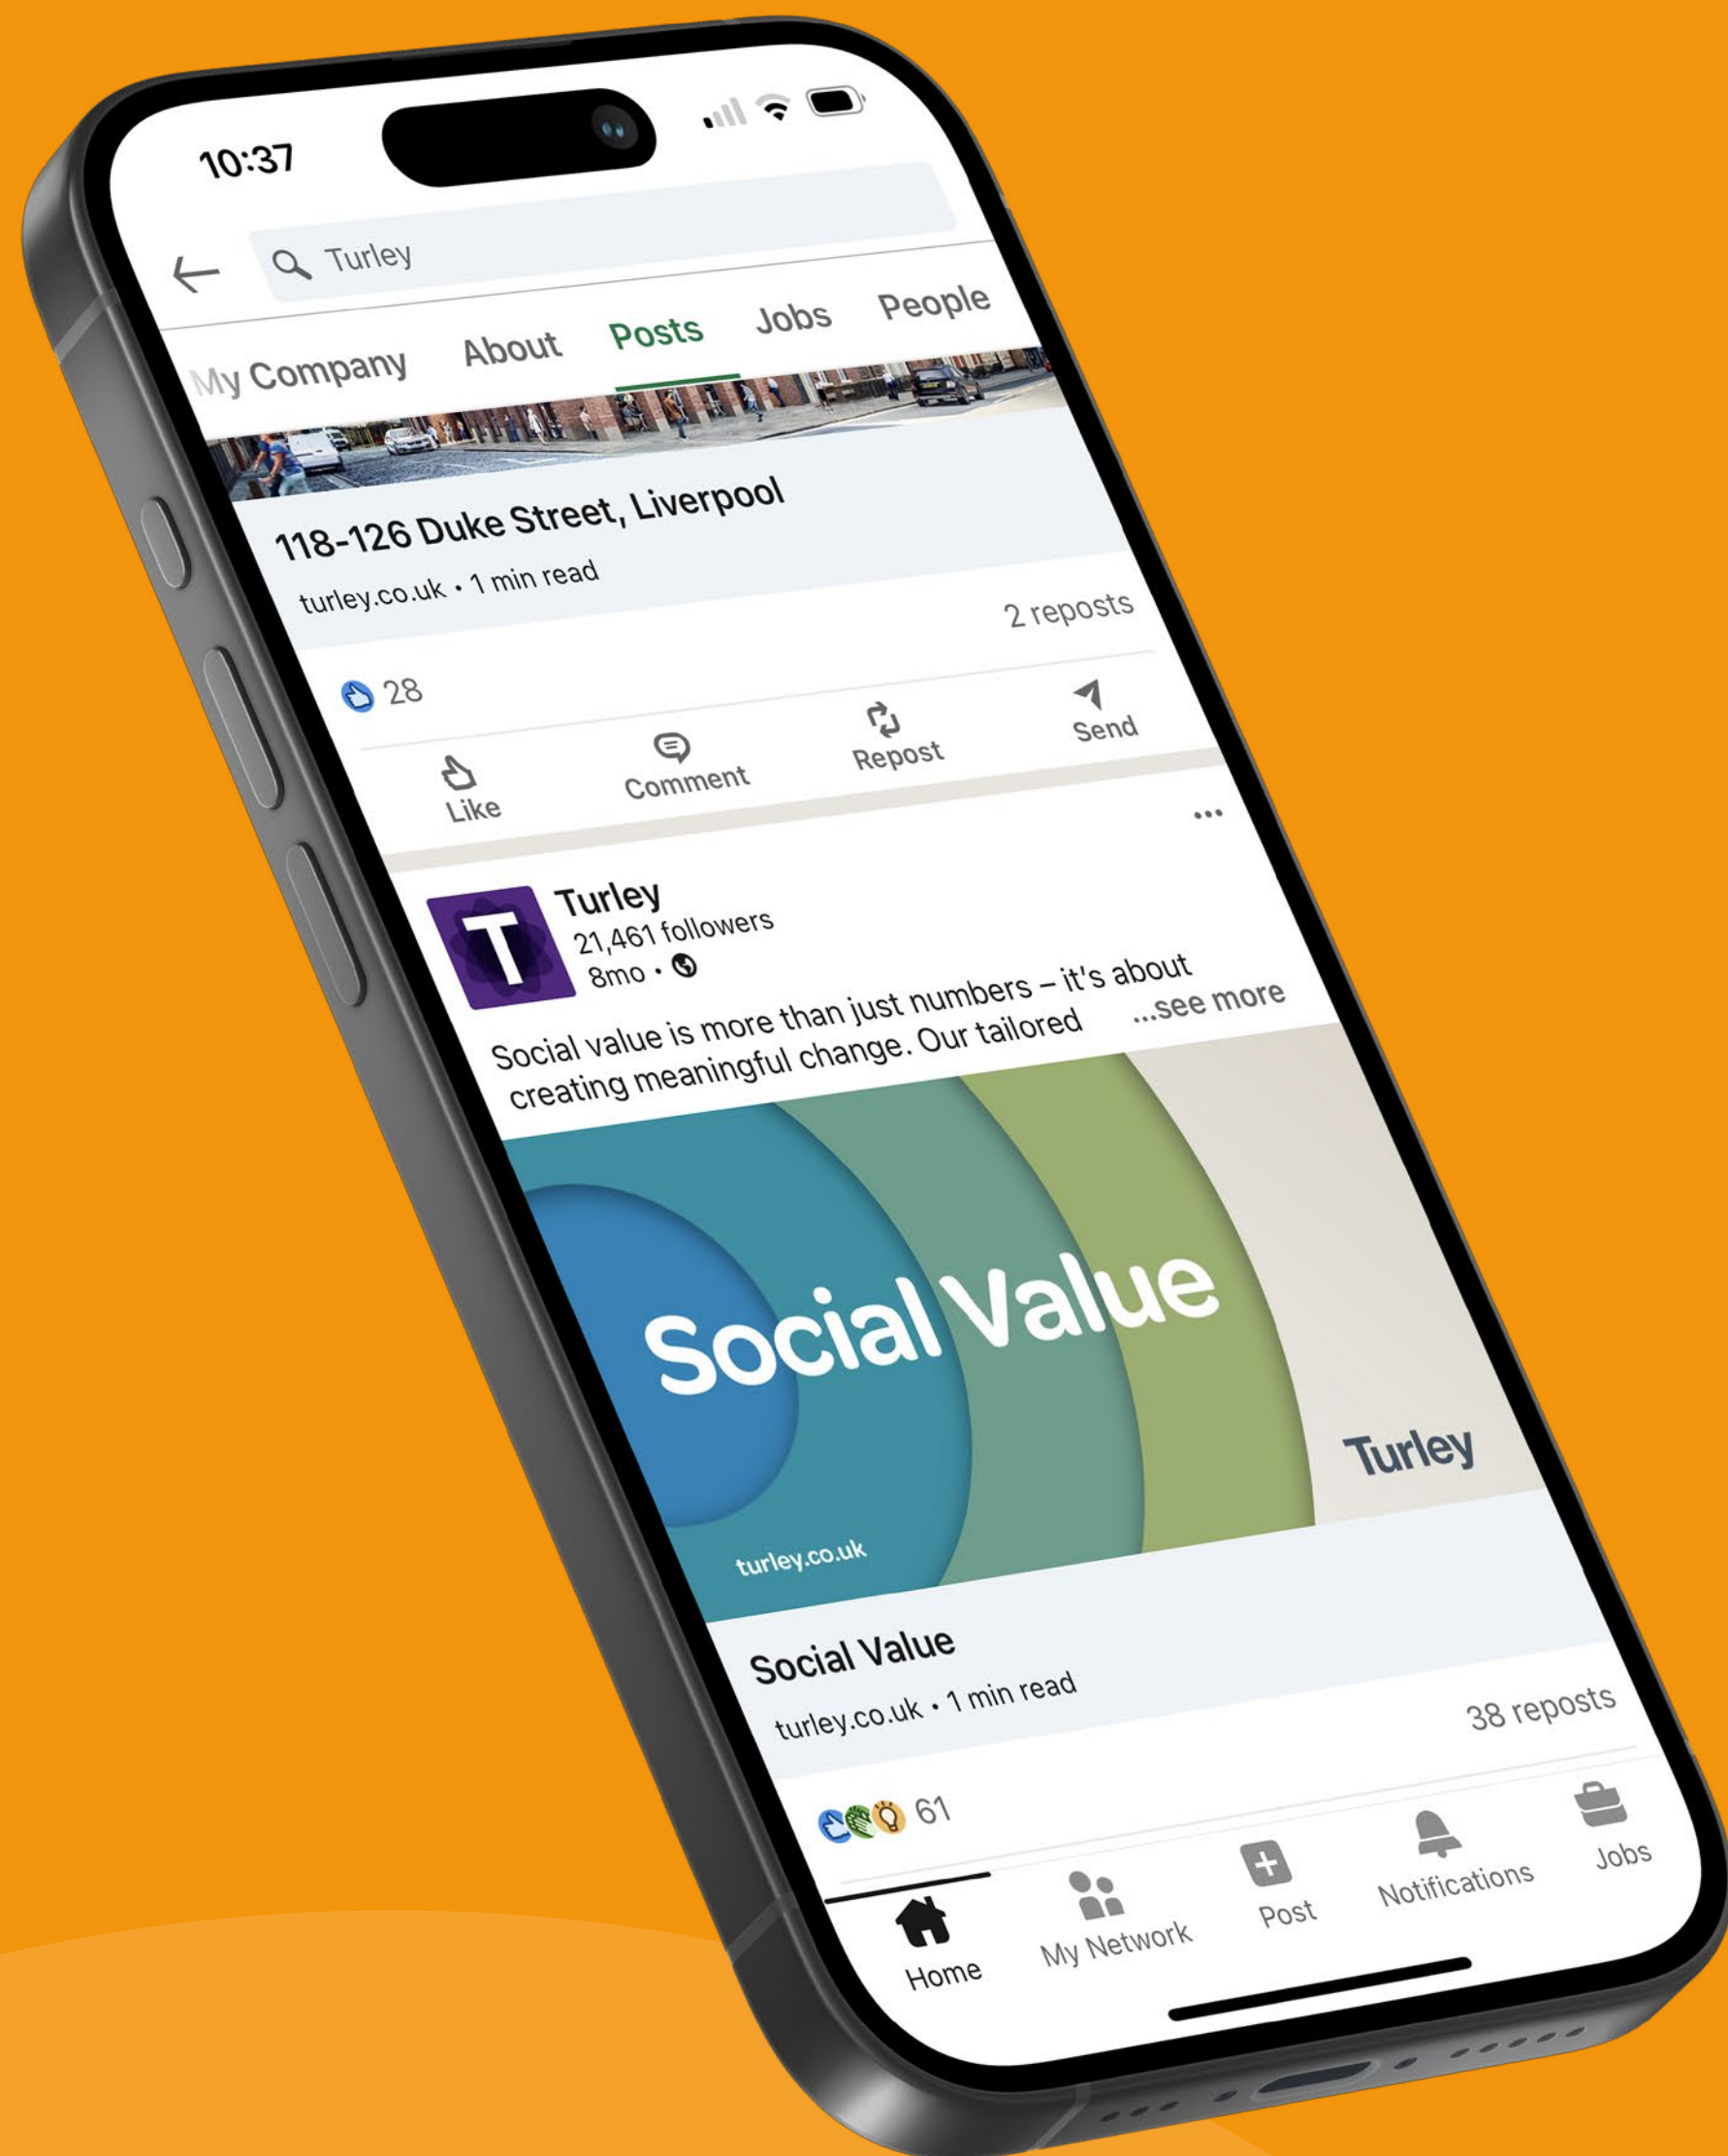 10:37
Turley
My Company About Posts Jobs People
118-126 Duke Street, Liverpool
turley.co.uk • 1 min read
28
2 reposts
Like Comment Repost Send
Turley
21,461 followers
8mo •
Social value is more than just numbers – it's about
creating meaningful change. Our tailored ...see more
Social Value
turley.co.uk
Turley
Social Value
turley.co.uk • 1 min read
61
38 reposts
Home My Network Post Notifications Jobs